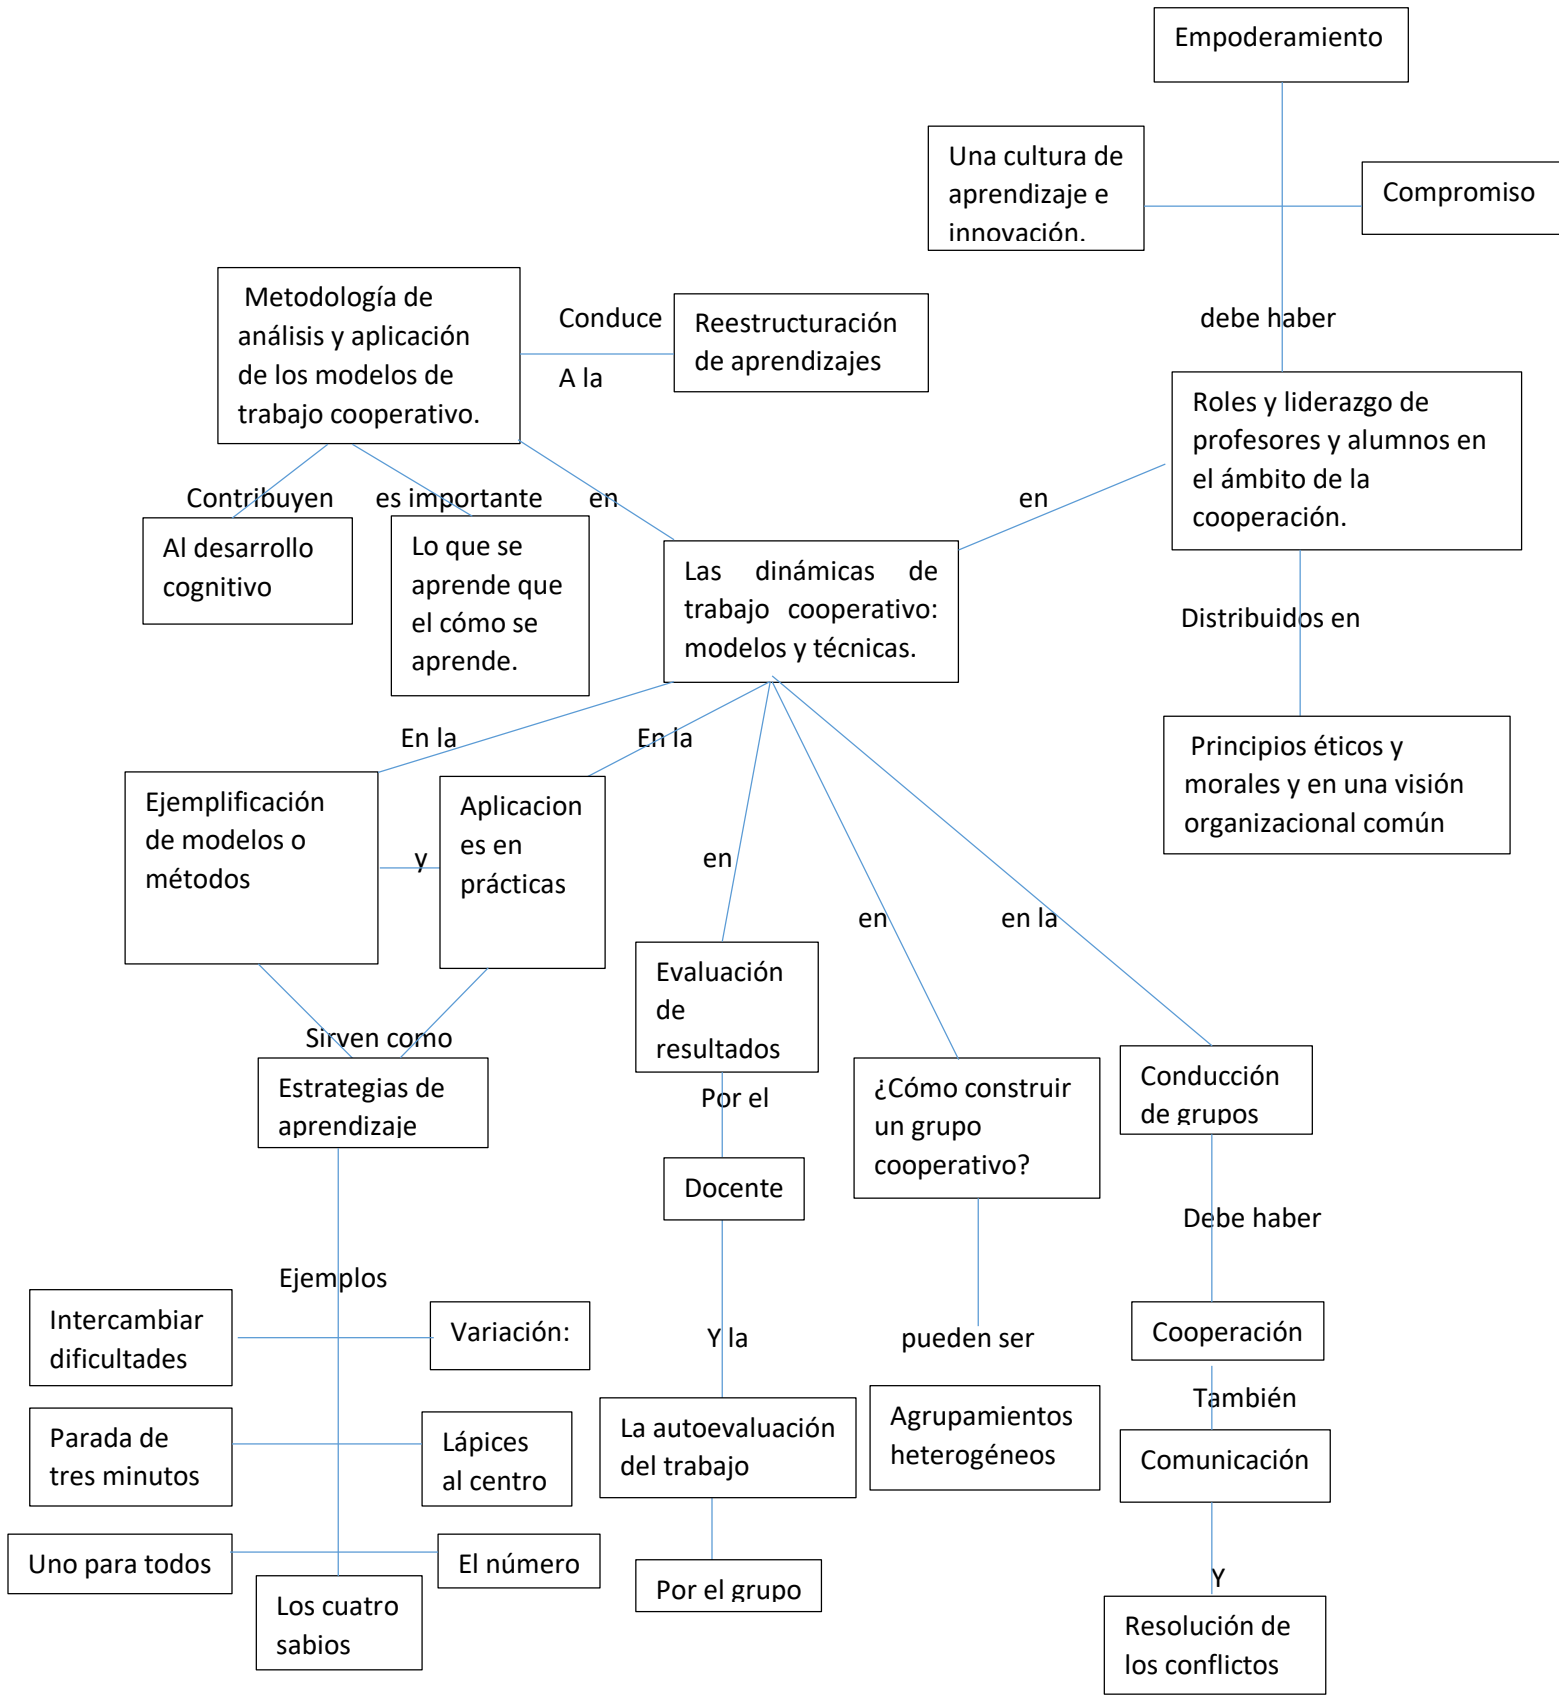 Empoderamiento
Una cultura de
aprendizaje e
innovación.
Compromiso
Metodología de
análisis y aplicación
de los modelos de
trabajo cooperativo.
Conduce
A la
Reestructuración
de aprendizajes
debe haber
Roles y liderazgo de
profesores y alumnos en
el ámbito de la
cooperación.
Contribuyen
es importante
en
en
Al desarrollo
cognitivo
Lo que se
aprende que
el cómo se
aprende.
Las dinámicas de
trabajo cooperativo:
modelos y técnicas.
Distribuidos en
Principios éticos y
morales y en una visión
organizacional común
En la
En la
Ejemplificación
de modelos o
métodos
y
Aplicacion
es en
prácticas
en
en
en la
Evaluación
de
resultados
Sirven como
Estrategias de
aprendizaje
Por el
¿Cómo construir
un grupo
cooperativo?
Conducción
de grupos
Docente
Debe haber
Ejemplos
Intercambiar
dificultades
Variación:
Y la
pueden ser
Cooperación
También
Parada de
tres minutos
Lápices
al centro
La autoevaluación
del trabajo
Agrupamientos
heterogéneos
Comunicación
Uno para todos
El número
Los cuatro
sabios
Por el grupo
Y
Resolución de
los conflictos